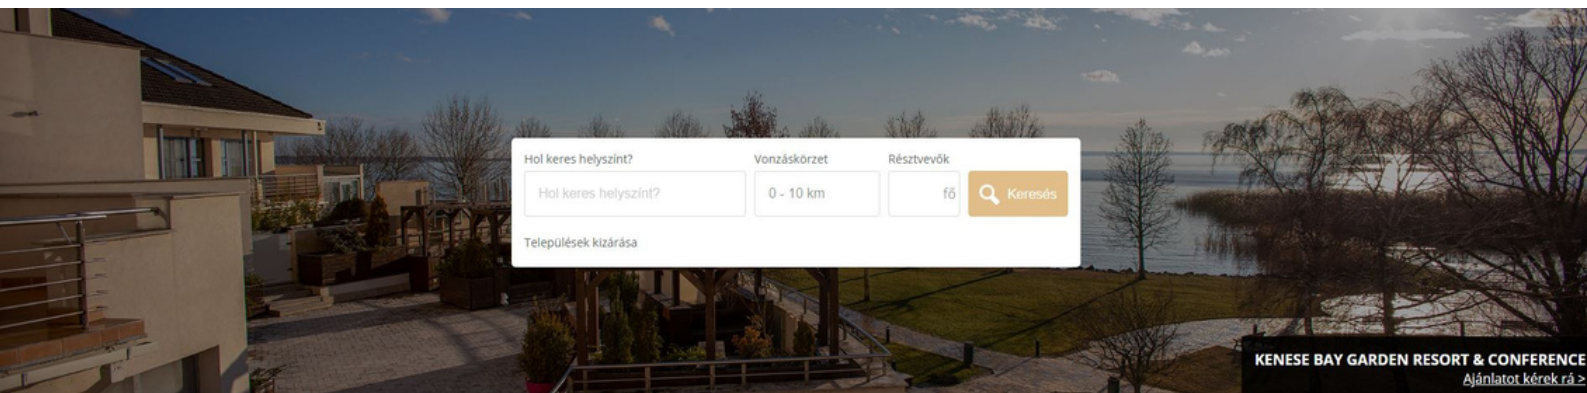 Hol keres helyszínt?
Vonzáskörzet
Résztvevők
Hol keres helyszínt?
0 - 10 km
fő
Keresés
Települések kizárása
KENESE BAY GARDEN RESORT & CONFERENCE
Ajánlatot kérek rá >